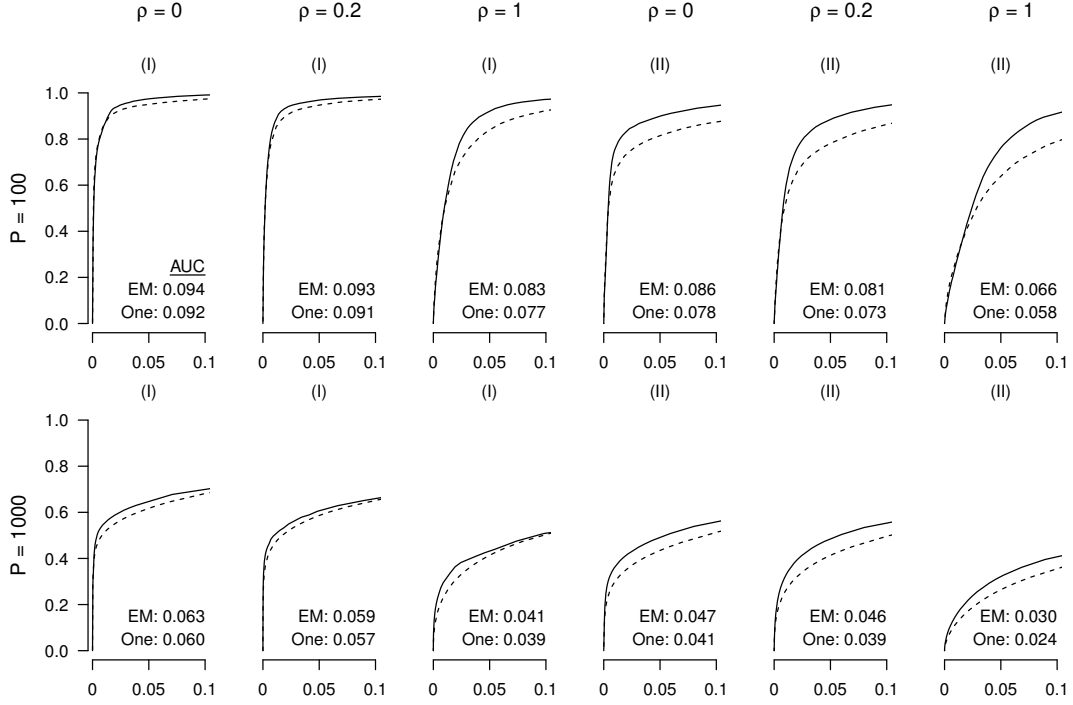 ρ = 0 ρ = 0.2 ρ = 1 ρ = 0 ρ = 0.2 ρ = 1
(I) (I) (I) (II) (II) (II)
1.0
0.8
0.6
0.4
0.2
0.0
P = 100
AUC
EM: 0.094 EM: 0.093 EM: 0.083 EM: 0.086 EM: 0.081 EM: 0.066
One: 0.092 One: 0.091 One: 0.077 One: 0.078 One: 0.073 One: 0.058
0 0.05 0.1 0 0.05 0.1 0 0.05 0.1 0 0.05 0.1 0 0.05 0.1 0 0.05 0.1
(I) (I) (I) (II) (II) (II)
1.0
0.8
0.6
0.4
0.2
0.0
P = 1000
EM: 0.063 EM: 0.059 EM: 0.041 EM: 0.047 EM: 0.046 EM: 0.030
One: 0.060 One: 0.057 One: 0.039 One: 0.041 One: 0.039 One: 0.024
0 0.05 0.1 0 0.05 0.1 0 0.05 0.1 0 0.05 0.1 0 0.05 0.1 0 0.05 0.1